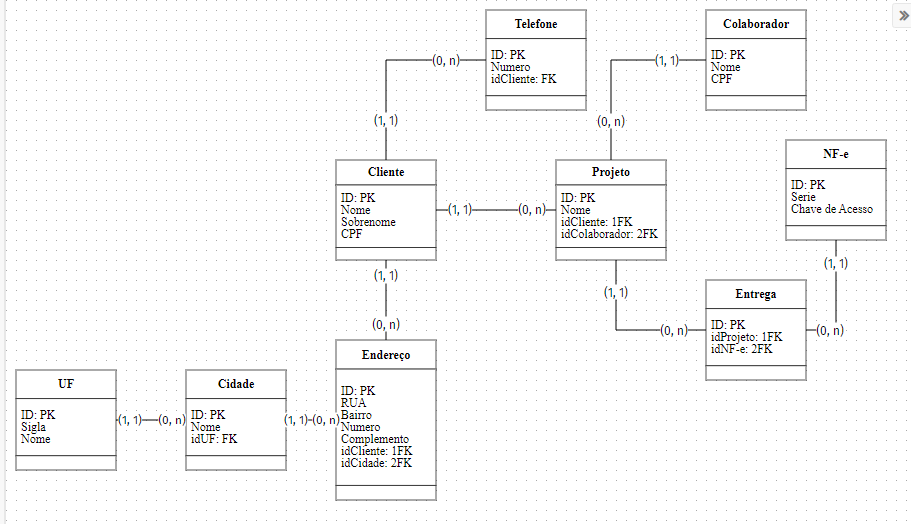 Telefone
ID: PK
Numero
idCliente: FK
(0, n)
(1, 1)
Colaborador
ID: PK
Nome
CPF
(1, 1)
(0, n)
Cliente
ID: PK
Nome
Sobrenome
CPF
(1, 1)
(0, n)
Projeto
ID: PK
Nome
idCliente: 1FK
idColaborador: 2FK
NF-e
ID: PK
Serie
Chave de Acesso
(1, 1)
(0, n)
(1, 1)
(0, n)
Entrega
ID: PK
idProjeto: 1FK
idNF-e: 2FK
(1, 1)
(0, n)
Endereço
ID: PK
RUA
Bairro
Numero
Complemento
idCliente: 1FK
idCidade: 2FK
UF
ID: PK
Sigla
Nome
(1, 1)
(0, n)
Cidade
ID: PK
Nome
idUF: FK
(1, 1)
(0, n)